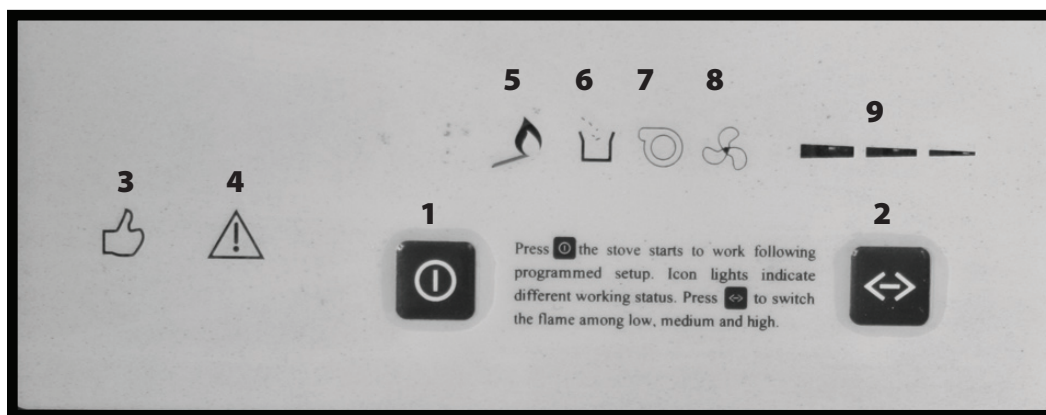 5 6 7 8
9
3 4
1 2
Press the stove starts to work following
programmed setup. Icon lights indicate
different working status. Press to switch
the flame among low, medium and high.